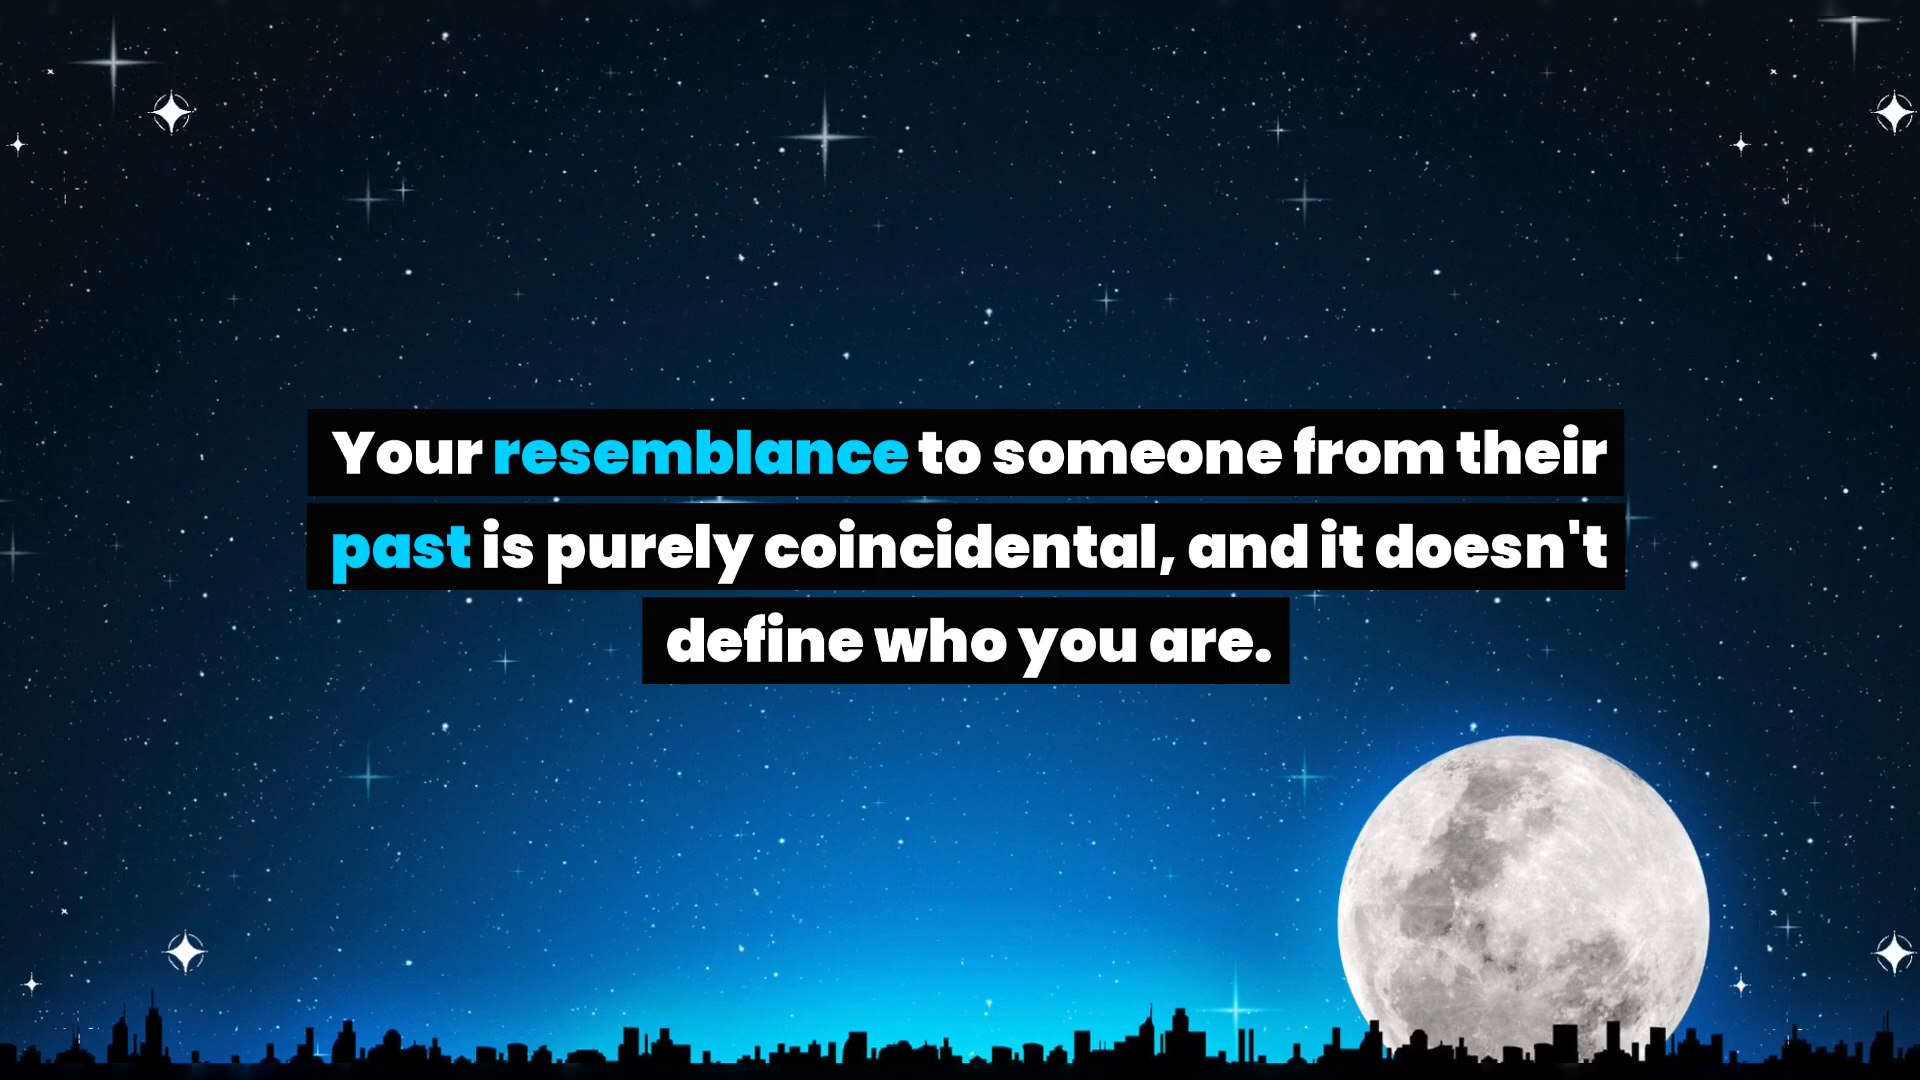 Your resemblance to someone from their
past is purely coincidental, and it doesn't
define who you are.